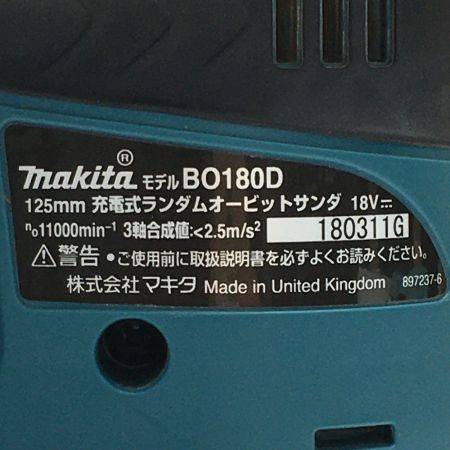 makita® モデル BO180D
125mm 充電式ランダムオービットサンダ 18V⎓
n₀11000min⁻¹ 3軸合成値:<2.5m/s² 180311G
⚠警告 •ご使用前に取扱説明書を必ずよくお読みください。
株式会社マキタ Made in United Kingdom 897237-6